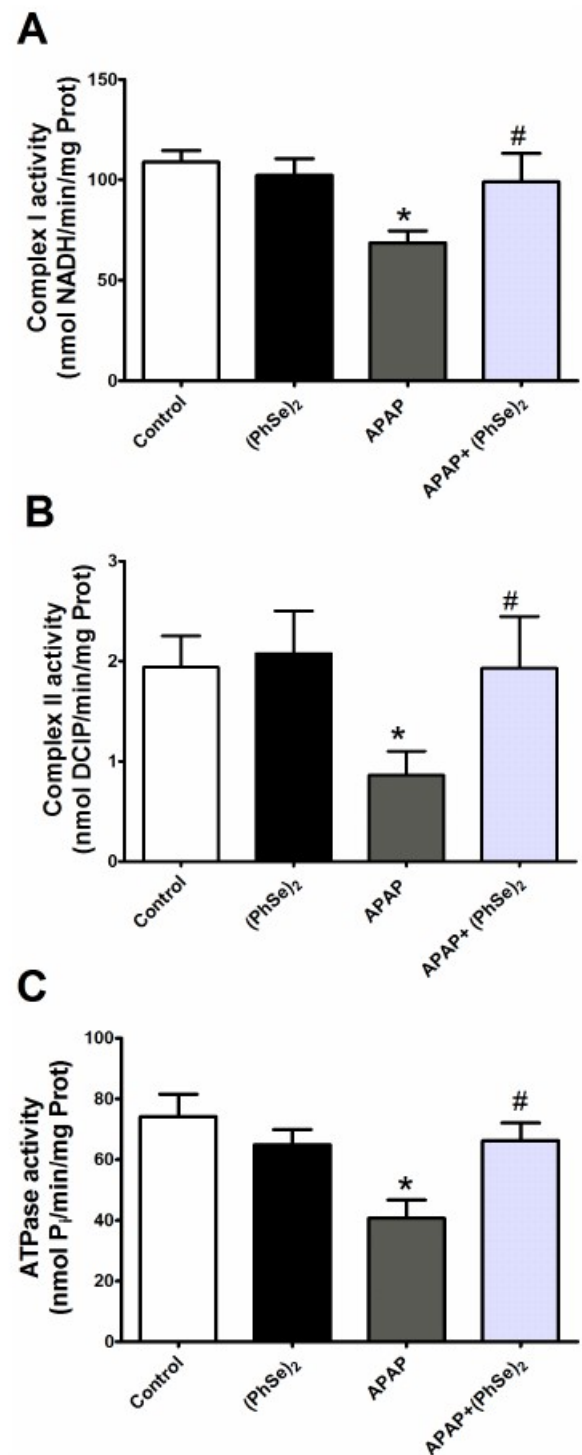 A
Complex I activity
(nmol NADH/min/mg Prot)
150
100
50
0
*
#
Control
(PhSe)₂
APAP
APAP+ (PhSe)₂
B
Complex II activity
(nmol DCIP/min/mg Prot)
3
2
1
0
*
#
Control
(PhSe)₂
APAP
APAP+ (PhSe)₂
C
ATPase activity
(nmol Pᵢ/min/mg Prot)
100
80
60
40
20
0
*
#
Control
(PhSe)₂
APAP
APAP+(PhSe)₂